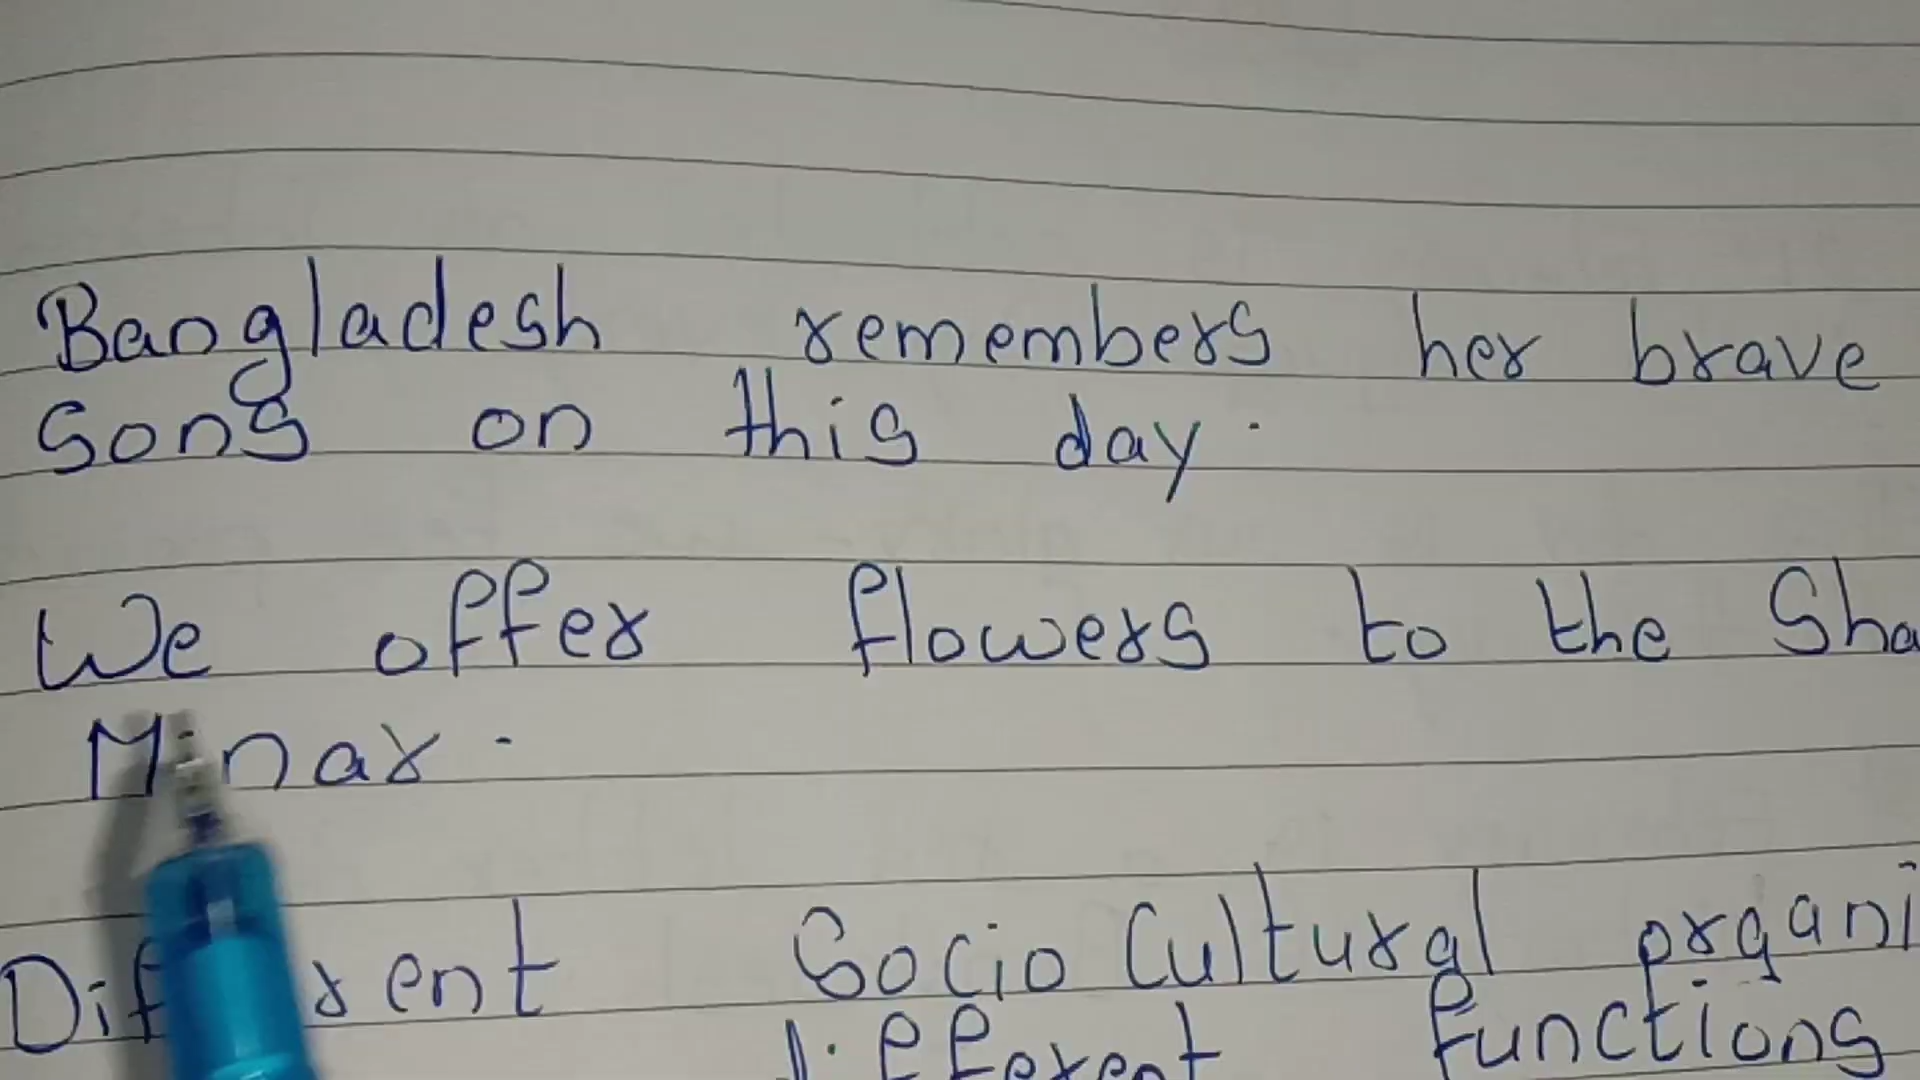 Bangladesh remembers her brave
Sons on this day.
We offer flowers to the Sha
Minar.
Different Socio Cultural organi
different functions